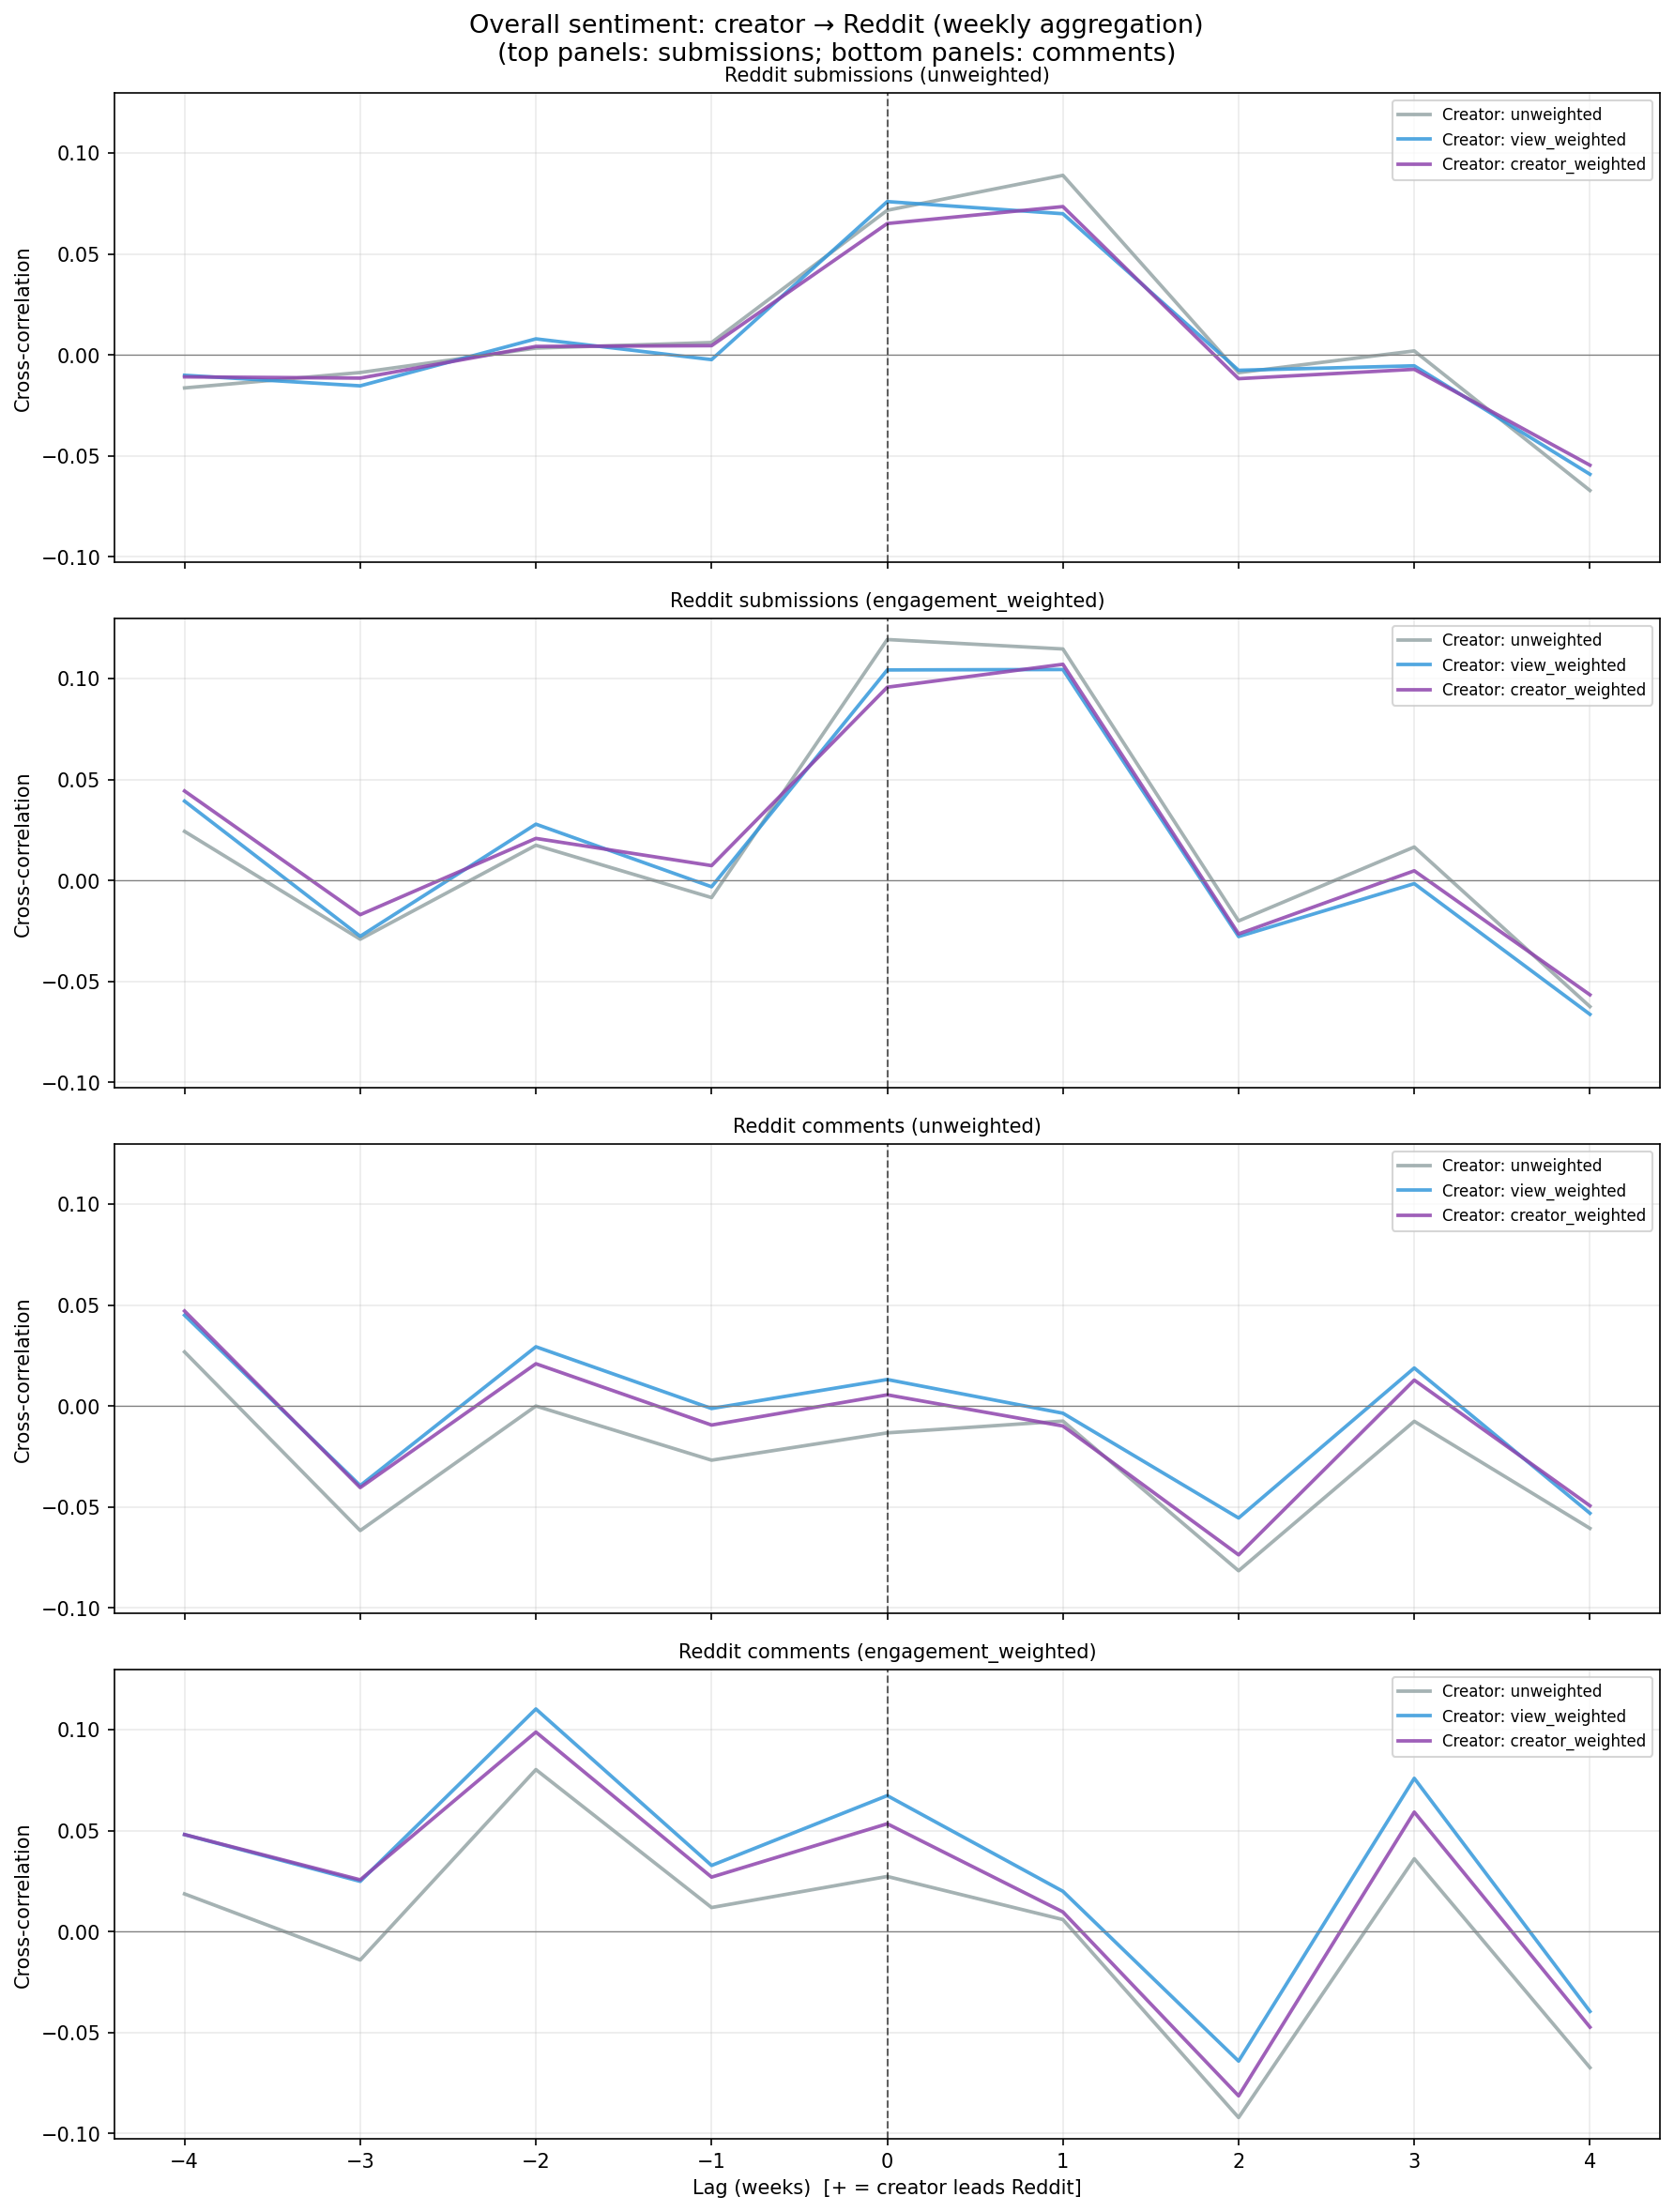 Overall sentiment: creator → Reddit (weekly aggregation)
(top panels: submissions; bottom panels: comments)
Reddit submissions (unweighted)
Creator: unweighted
Creator: view_weighted
Creator: creator_weighted
0.10
0.05
0.00
−0.05
−0.10
Cross-correlation
Reddit submissions (engagement_weighted)
Creator: unweighted
Creator: view_weighted
Creator: creator_weighted
0.10
0.05
0.00
−0.05
−0.10
Cross-correlation
Reddit comments (unweighted)
Creator: unweighted
Creator: view_weighted
Creator: creator_weighted
0.10
0.05
0.00
−0.05
−0.10
Cross-correlation
Reddit comments (engagement_weighted)
Creator: unweighted
Creator: view_weighted
Creator: creator_weighted
0.10
0.05
0.00
−0.05
−0.10
Cross-correlation
−4 −3 −2 −1 0 1 2 3 4
Lag (weeks)  [+ = creator leads Reddit]